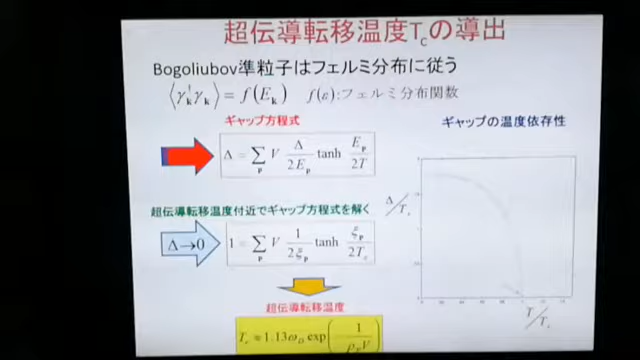 超伝導転移温度Tcの導出
Bogoliubov準粒子はフェルミ分布に従う
⟨γ†k γk⟩ = f(Ek) f(ε):フェルミ分布関数
ギャップ方程式
Δ = Σp V Δ/2Ep tanh Ep/2T
超伝導転移温度付近でギャップ方程式を解く
Δ→0
1 = Σp V 1/2ξp tanh ξp/2Tc
超伝導転移温度
Tc = 1.13ωD exp(− 1/ρFV)
ギャップの温度依存性
Δ/Tc
T/Tc